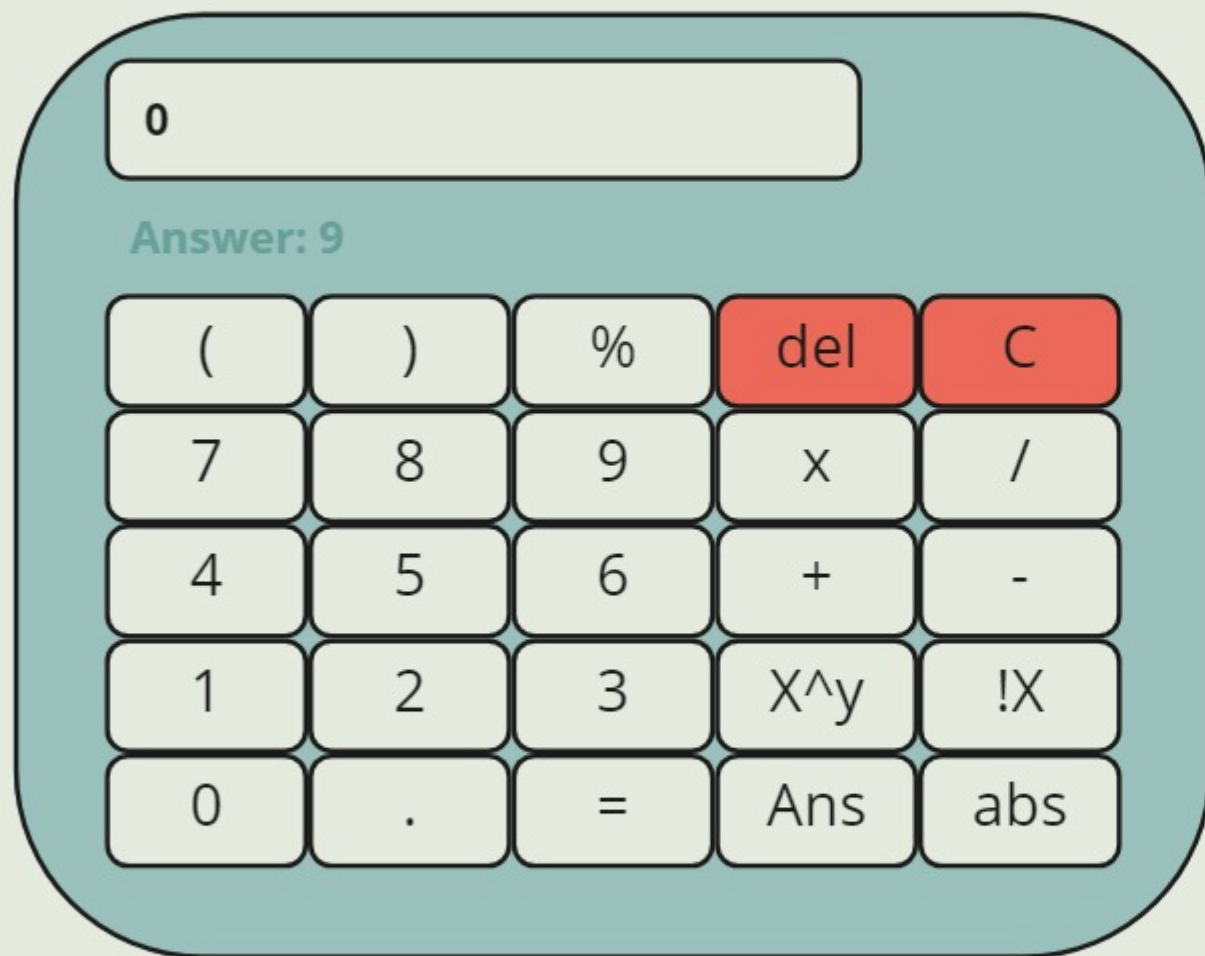 0
Answer: 9
( ) % del C
7 8 9 x /
4 5 6 + -
1 2 3 X^y !X
0 . = Ans abs